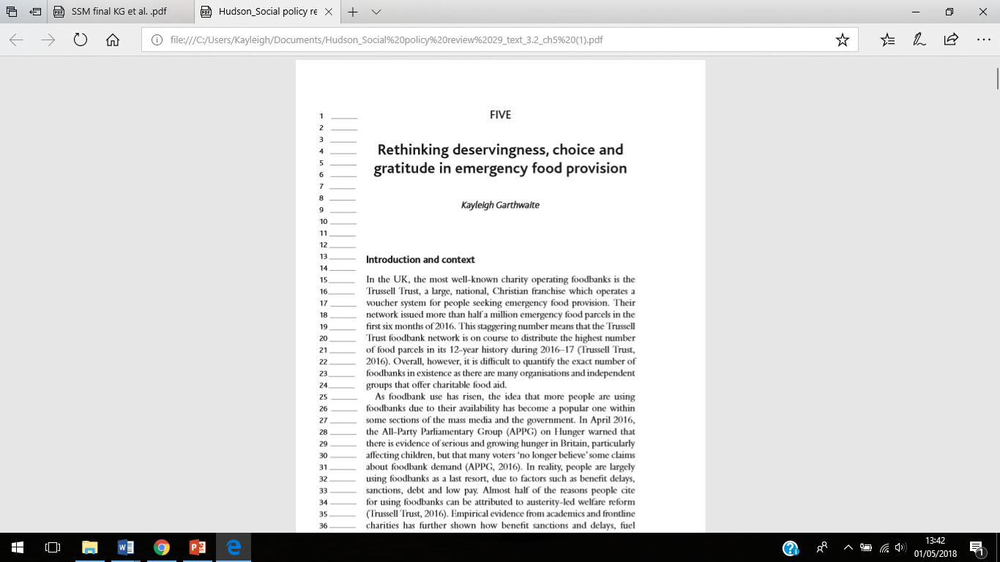 SSM final KG et al. .pdf
Hudson_Social policy re
file:///C:/Users/Kayleigh/Documents/Hudson_Social%20policy%20review%2029_text_3.2_ch5%20(1).pdf
FIVE
Rethinking deservingness, choice and
gratitude in emergency food provision
Kayleigh Garthwaite
1
2
3
4
5
6
7
8
9
10
11
12
13 Introduction and context
14
15 In the UK, the most well-known charity operating foodbanks is the
16 Trussell Trust, a large, national, Christian franchise which operates a
17 voucher system for people seeking emergency food provision. Their
18 network issued more than half a million emergency food parcels in the
19 first six months of 2016. This staggering number means that the Trussell
20 Trust foodbank network is on course to distribute the highest number
21 of food parcels in its 12-year history during 2016–17 (Trussell Trust,
22 2016). Overall, however, it is difficult to quantify the exact number of
23 foodbanks in existence as there are many organisations and independent
24 groups that offer charitable food aid.
25 As foodbank use has risen, the idea that more people are using
26 foodbanks due to their availability has become a popular one within
27 some sections of the mass media and the government. In April 2016,
28 the All-Party Parliamentary Group (APPG) on Hunger warned that
29 there is evidence of serious and growing hunger in Britain, particularly
30 affecting children, but that many voters ‘no longer believe’ some claims
31 about foodbank demand (APPG, 2016). In reality, people are largely
32 using foodbanks as a last resort, due to factors such as benefit delays,
33 sanctions, debt and low pay. Almost half of the reasons people cite
34 for using foodbanks can be attributed to austerity-led welfare reform
35 (Trussell Trust, 2016). Empirical evidence from academics and frontline
36 charities has further shown how benefit sanctions and delays, fuel
13:42
01/05/2018
1